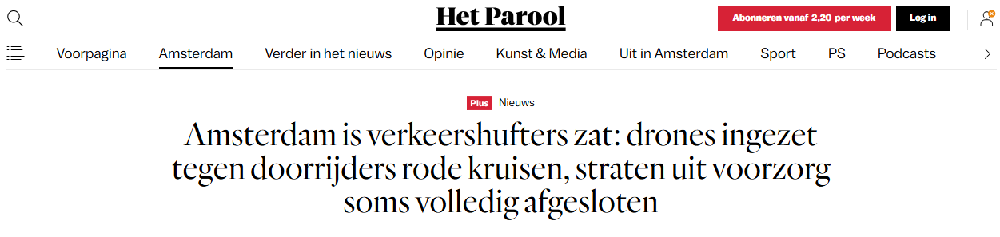 Het Parool
Abonneren vanaf 2,20 per week
Log in
Voorpagina
Amsterdam
Verder in het nieuws
Opinie
Kunst & Media
Uit in Amsterdam
Sport
PS
Podcasts
Plus Nieuws
Amsterdam is verkeershufters zat: drones ingezet
tegen doorrijders rode kruisen, straten uit voorzorg
soms volledig afgesloten